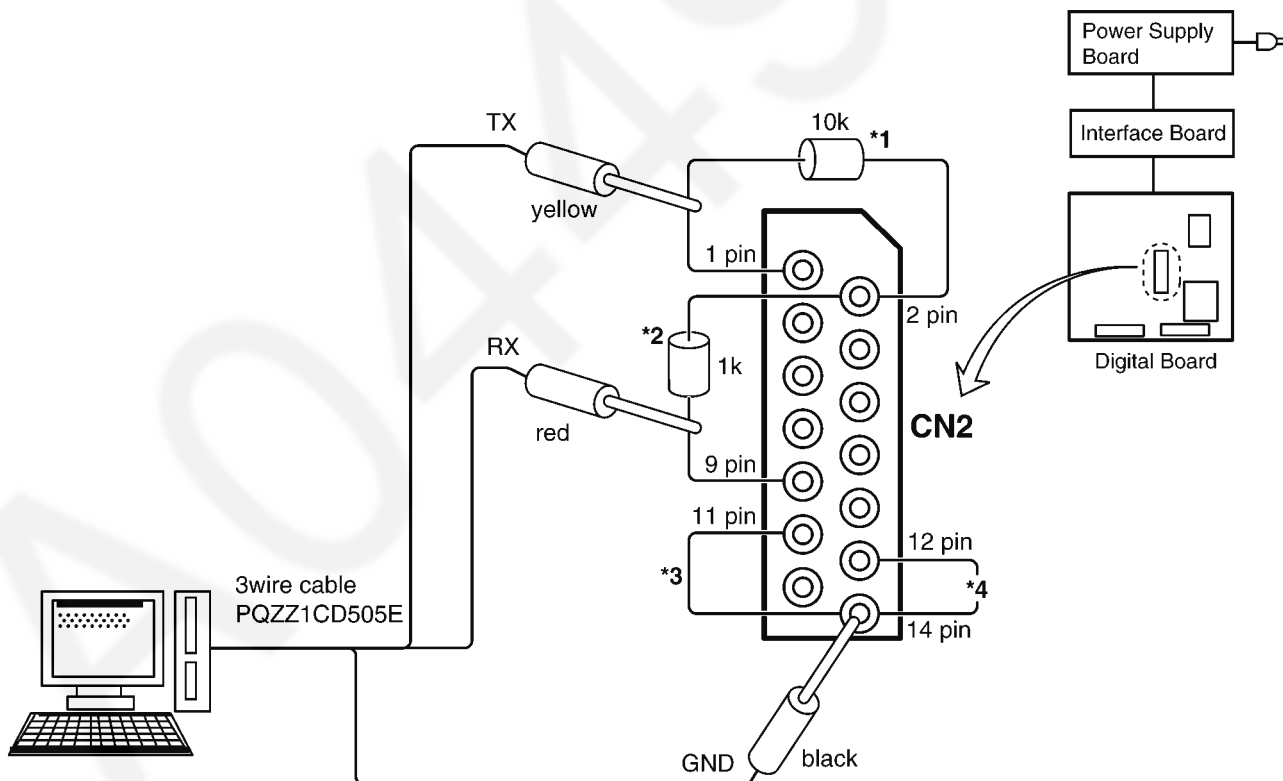 Power Supply
Board
Interface Board
Digital Board
TX
yellow
10k
*1
1 pin
2 pin
*2
1k
RX
red
CN2
9 pin
11 pin
12 pin
*3
*4
14 pin
3wire cable
PQZZ1CD505E
GND
black